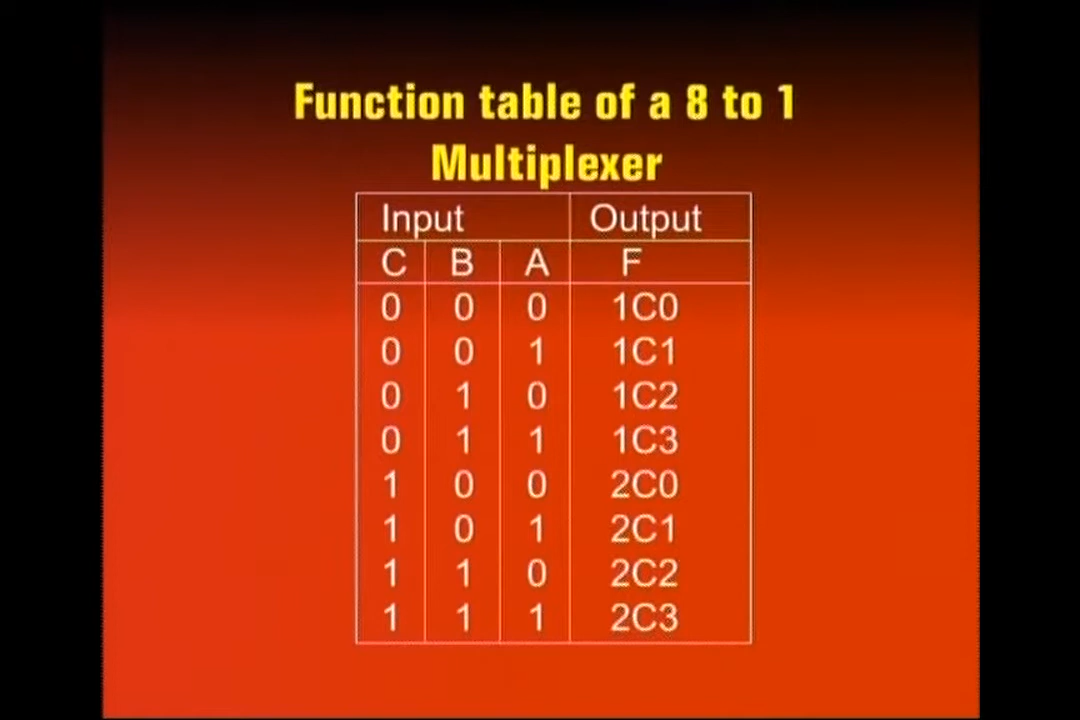 Function table of a 8 to 1
Multiplexer
Input Output
C B A F
0 0 0 1C0
0 0 1 1C1
0 1 0 1C2
0 1 1 1C3
1 0 0 2C0
1 0 1 2C1
1 1 0 2C2
1 1 1 2C3